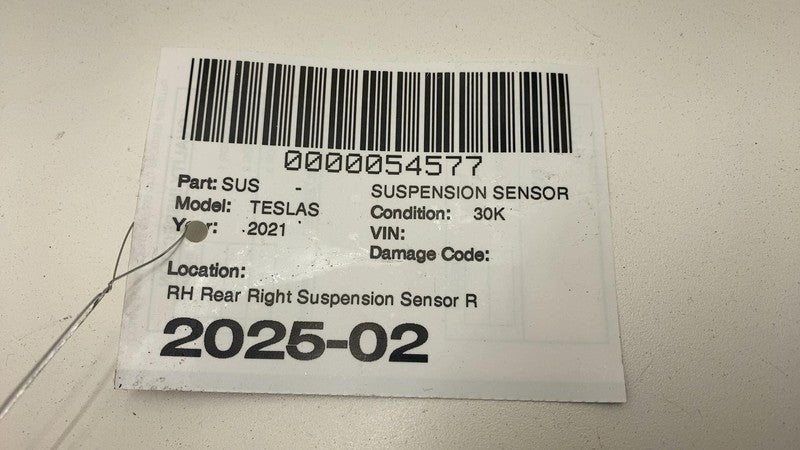 0000054577
Part: SUS - SUSPENSION SENSOR
Model: TESLAS Condition: 30K
Year: 2021 VIN:
Damage Code:
Location:
RH Rear Right Suspension Sensor R
2025-02